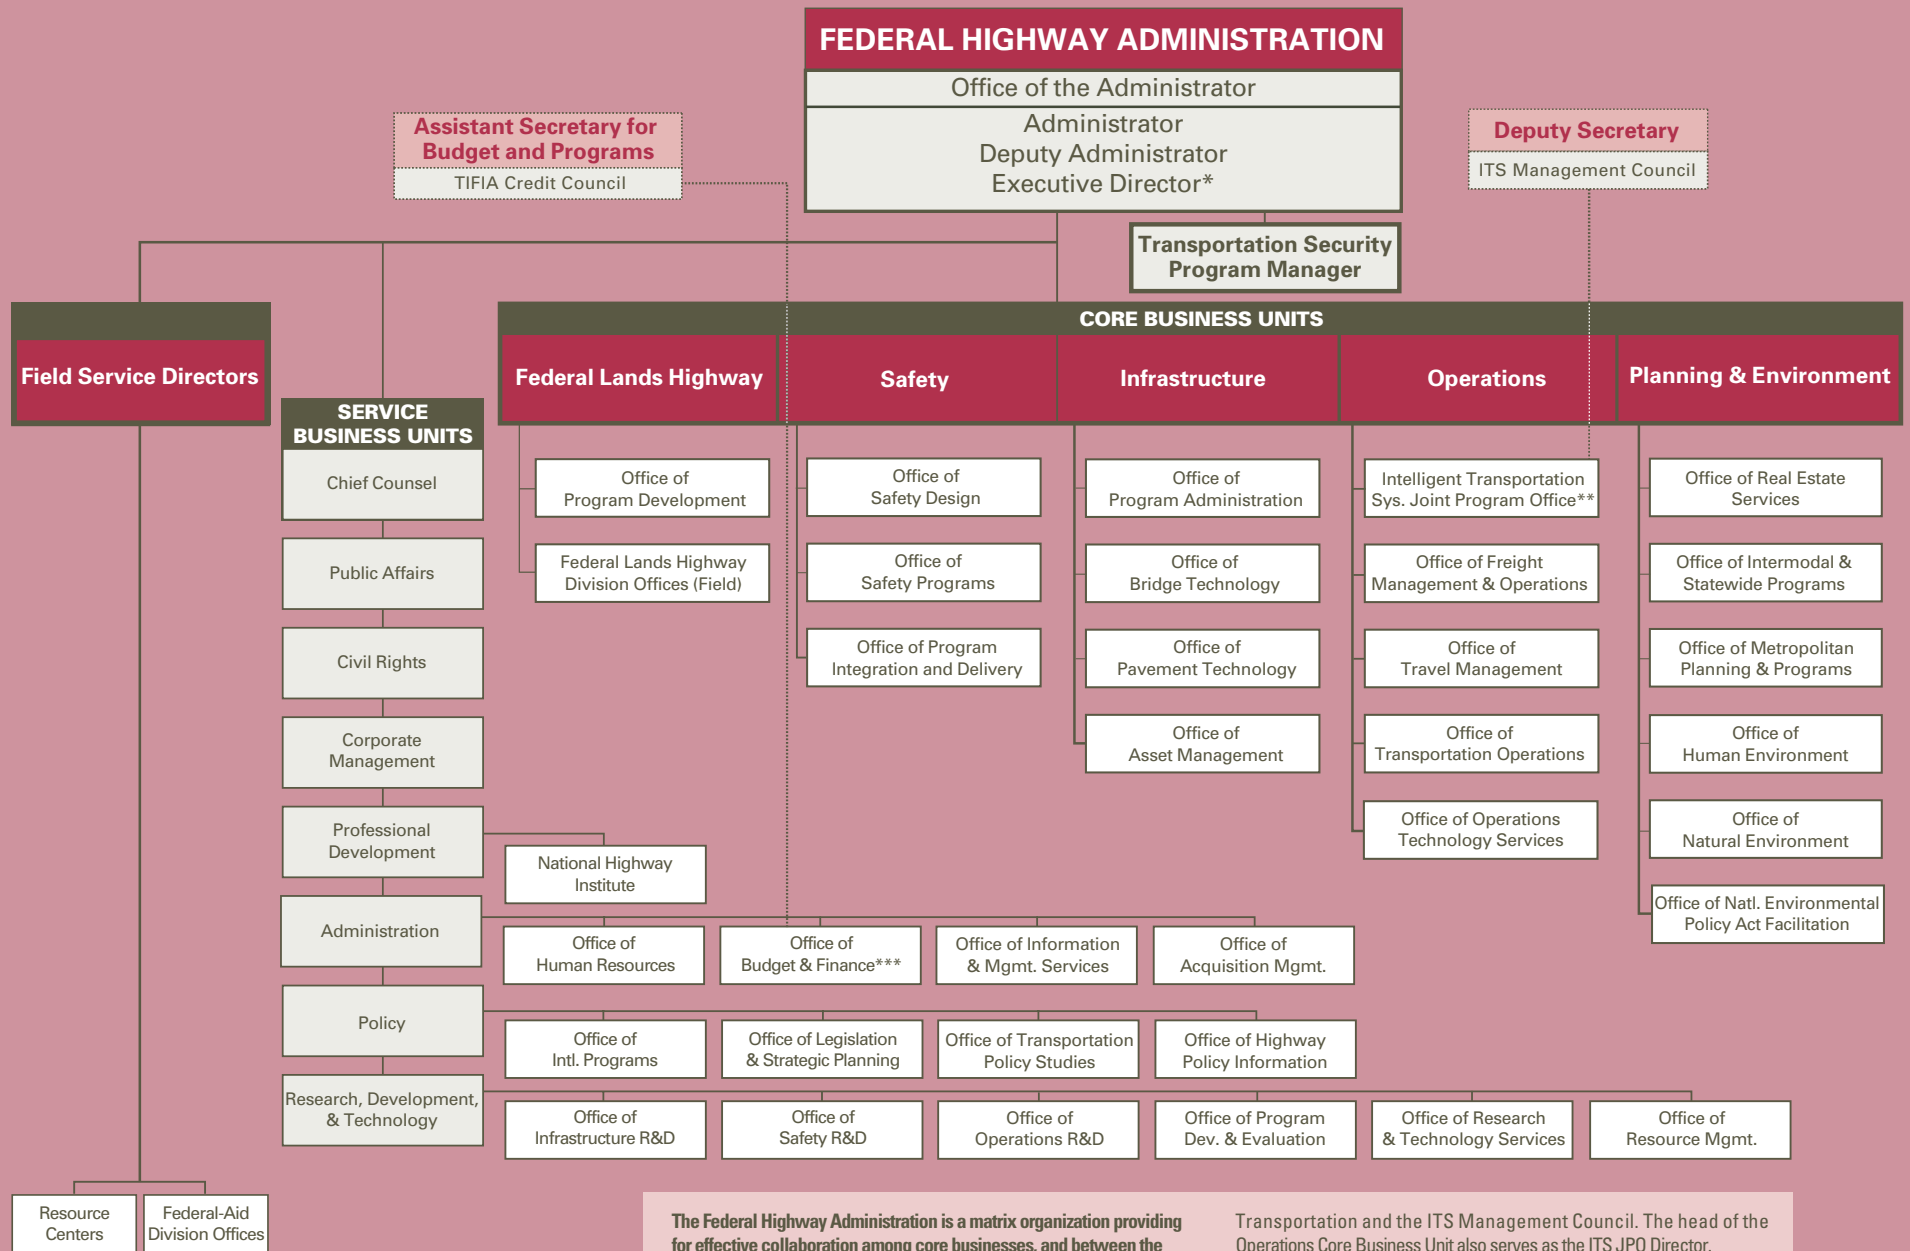 FEDERAL HIGHWAY ADMINISTRATION
Office of the Administrator
Administrator
Deputy Administrator
Executive Director*
Assistant Secretary for
Budget and Programs
TIFIA Credit Council
Deputy Secretary
ITS Management Council
Transportation Security
Program Manager
Field Service Directors
CORE BUSINESS UNITS
Federal Lands Highway
Safety
Infrastructure
Operations
Planning & Environment
SERVICE
BUSINESS UNITS
Chief Counsel
Public Affairs
Civil Rights
Corporate
Management
Professional
Development
Administration
Policy
Research, Development,
& Technology
Office of
Program Development
Federal Lands Highway
Division Offices (Field)
Office of
Safety Design
Office of
Safety Programs
Office of Program
Integration and Delivery
Office of
Program Administration
Office of
Bridge Technology
Office of
Pavement Technology
Office of
Asset Management
Intelligent Transportation
Sys. Joint Program Office**
Office of Freight
Management & Operations
Office of
Travel Management
Office of
Transportation Operations
Office of Operations
Technology Services
Office of Real Estate
Services
Office of Intermodal &
Statewide Programs
Office of Metropolitan
Planning & Programs
Office of
Human Environment
Office of
Natural Environment
Office of Natl. Environmental
Policy Act Facilitation
National Highway
Institute
Office of
Human Resources
Office of
Budget & Finance***
Office of Information
& Mgmt. Services
Office of
Acquisition Mgmt.
Office of
Intl. Programs
Office of Legislation
& Strategic Planning
Office of Transportation
Policy Studies
Office of Highway
Policy Information
Office of
Infrastructure R&D
Office of
Safety R&D
Office of
Operations R&D
Office of Program
Dev. & Evaluation
Office of Research
& Technology Services
Office of
Resource Mgmt.
Resource
Centers
Federal-Aid
Division Offices
The Federal Highway Administration is a matrix organization providing
for effective collaboration among core businesses, and between the
Transportation and the ITS Management Council. The head of the
Operations Core Business Unit also serves as the ITS JPO Director.